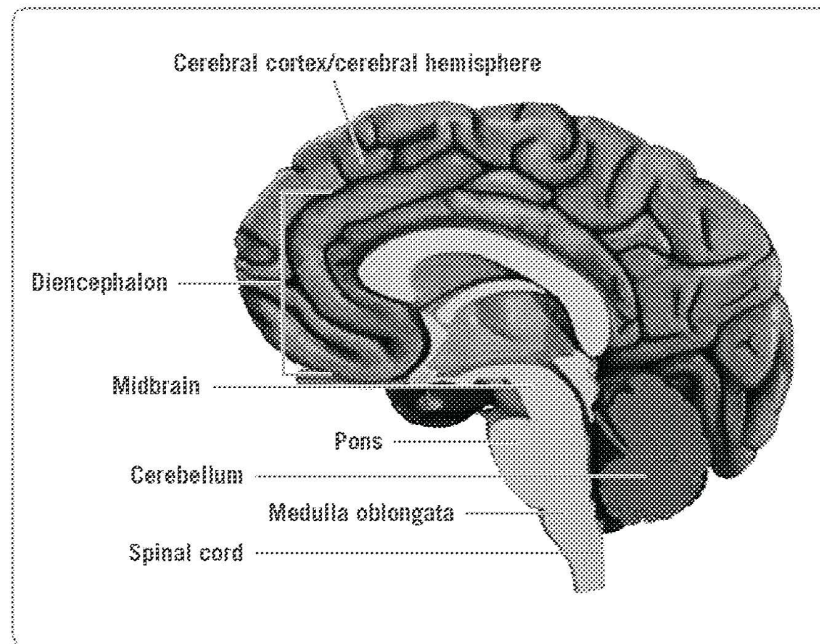 Cerebral cortex/cerebral hemisphere
Diencephalon
Midbrain
Pons
Cerebellum
Medulla oblongata
Spinal cord